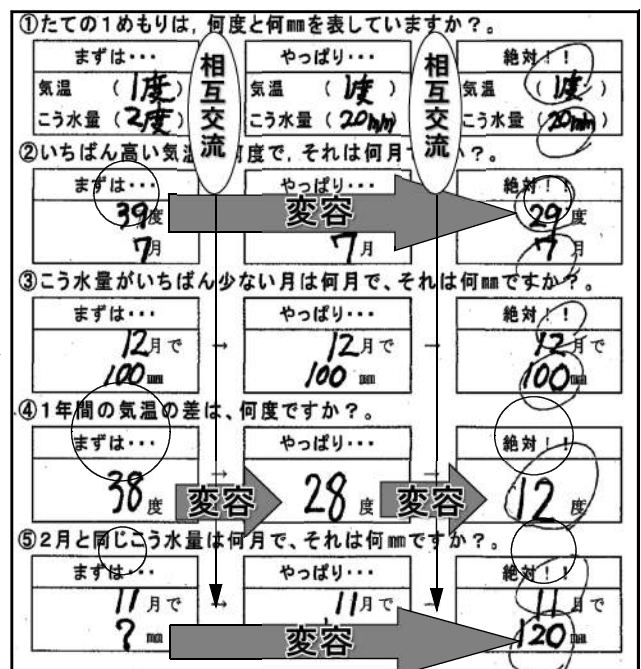 ①たての1めもりは，何度と何㎜を表していますか？。
まずは・・・ やっぱり・・・ 絶対！！
気温 （1度） 気温 （1度） 気温 （1度）
こう水量（2度） こう水量（20mm） こう水量（20mm）
相互交流 相互交流
②いちばん高い気温 何度で，それは何月 か？。
まずは・・・ やっぱり・・・ 絶対！！
39度 変容 29度
7月 7月 7月
③こう水量がいちばん少ない月は何月で、それは何㎜ですか？。
まずは・・・ やっぱり・・・ 絶対！！
12月で → 12月で → 12月で
100㎜ 100㎜ 100㎜
④1年間の気温の差は、何度ですか？。
まずは・・・ やっぱり・・・ 絶対！！
38度 変容 28度 変容 12度
⑤2月と同じこう水量は何月で、それは何㎜ですか？。
まずは・・・ やっぱり・・・ 絶対！！
11月で → 11月で → 11月で
?㎜ 変容 120㎜